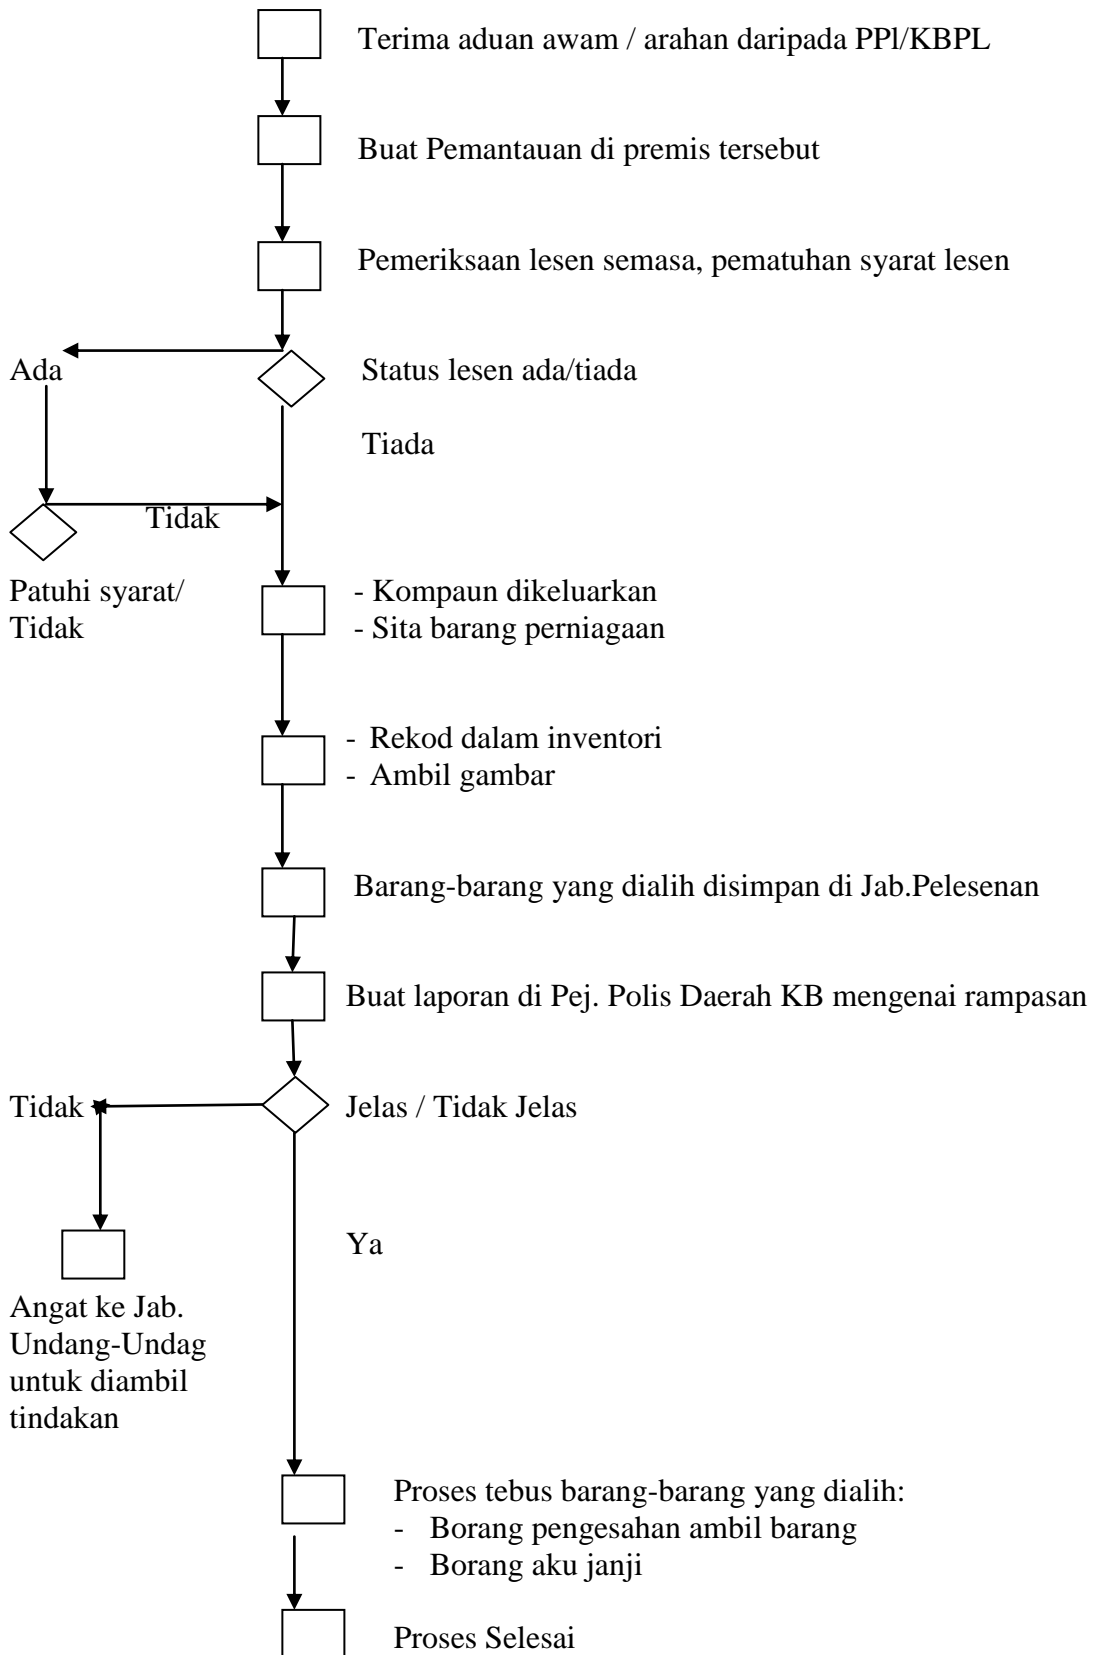 Terima aduan awam / arahan daripada PPl/KBPL
Buat Pemantauan di premis tersebut
Pemeriksaan lesen semasa, pematuhan syarat lesen
Ada
Status lesen ada/tiada
Tiada
Tidak
Patuhi syarat/
Tidak
- Kompaun dikeluarkan
- Sita barang perniagaan
- Rekod dalam inventori
- Ambil gambar
Barang-barang yang dialih disimpan di Jab.Pelesenan
Buat laporan di Pej. Polis Daerah KB mengenai rampasan
Tidak
Jelas / Tidak Jelas
Ya
Angat ke Jab.
Undang-Undag
untuk diambil
tindakan
Proses tebus barang-barang yang dialih:
- Borang pengesahan ambil barang
- Borang aku janji
Proses Selesai